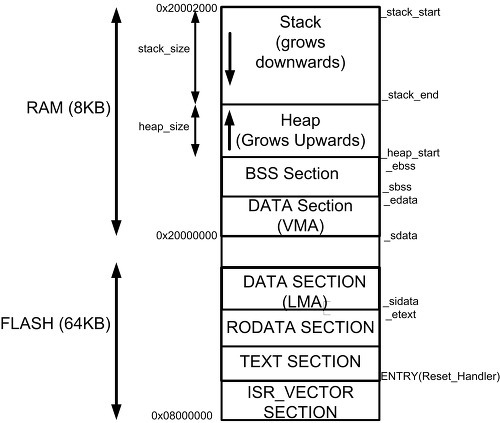 0x20002000
_stack_start
Stack
(grows
downwards)
stack_size
_stack_end
RAM (8KB)
heap_size
Heap
(Grows Upwards)
_heap_start
_ebss
BSS Section
_sbss
_edata
DATA Section
(VMA)
0x20000000
_sdata
DATA SECTION
(LMA)
_sidata
_etext
FLASH (64KB)
RODATA SECTION
TEXT SECTION
ENTRY(Reset_Handler)
ISR_VECTOR
SECTION
0x08000000